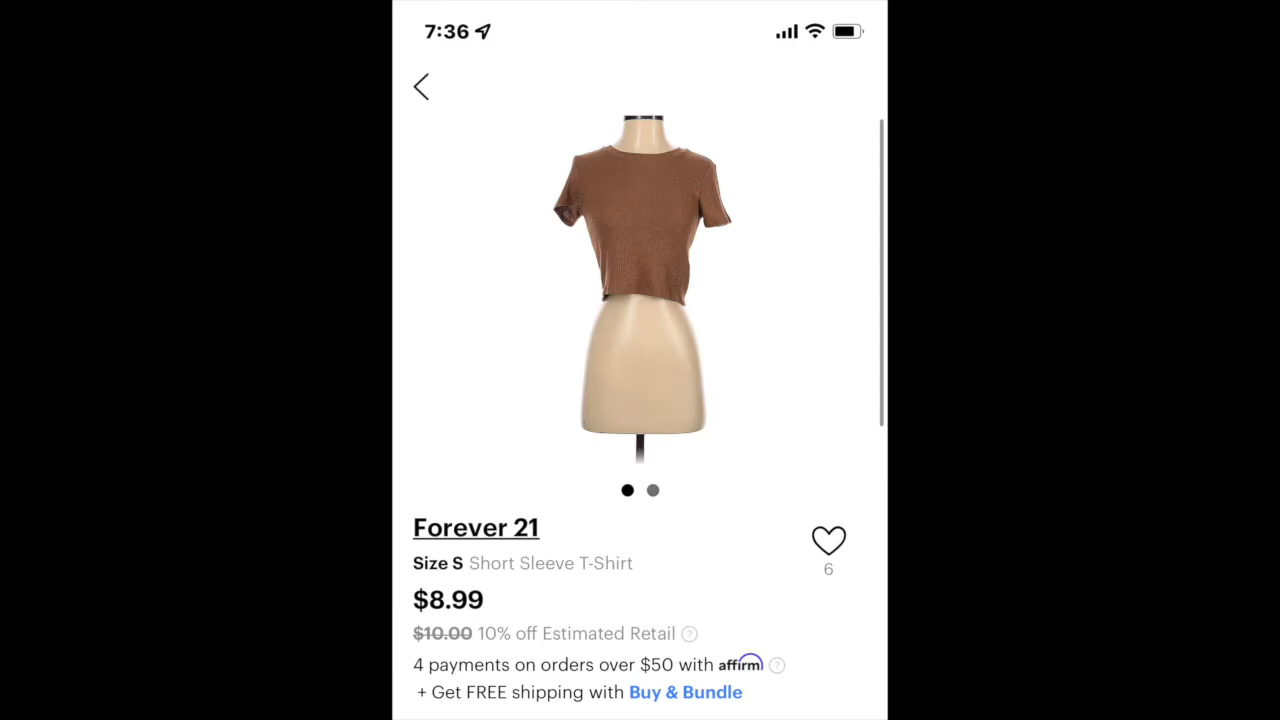 7:36
Forever 21
Size S Short Sleeve T-Shirt
$8.99
$10.00 10% off Estimated Retail ?
4 payments on orders over $50 with affirm ?
+ Get FREE shipping with Buy & Bundle
6